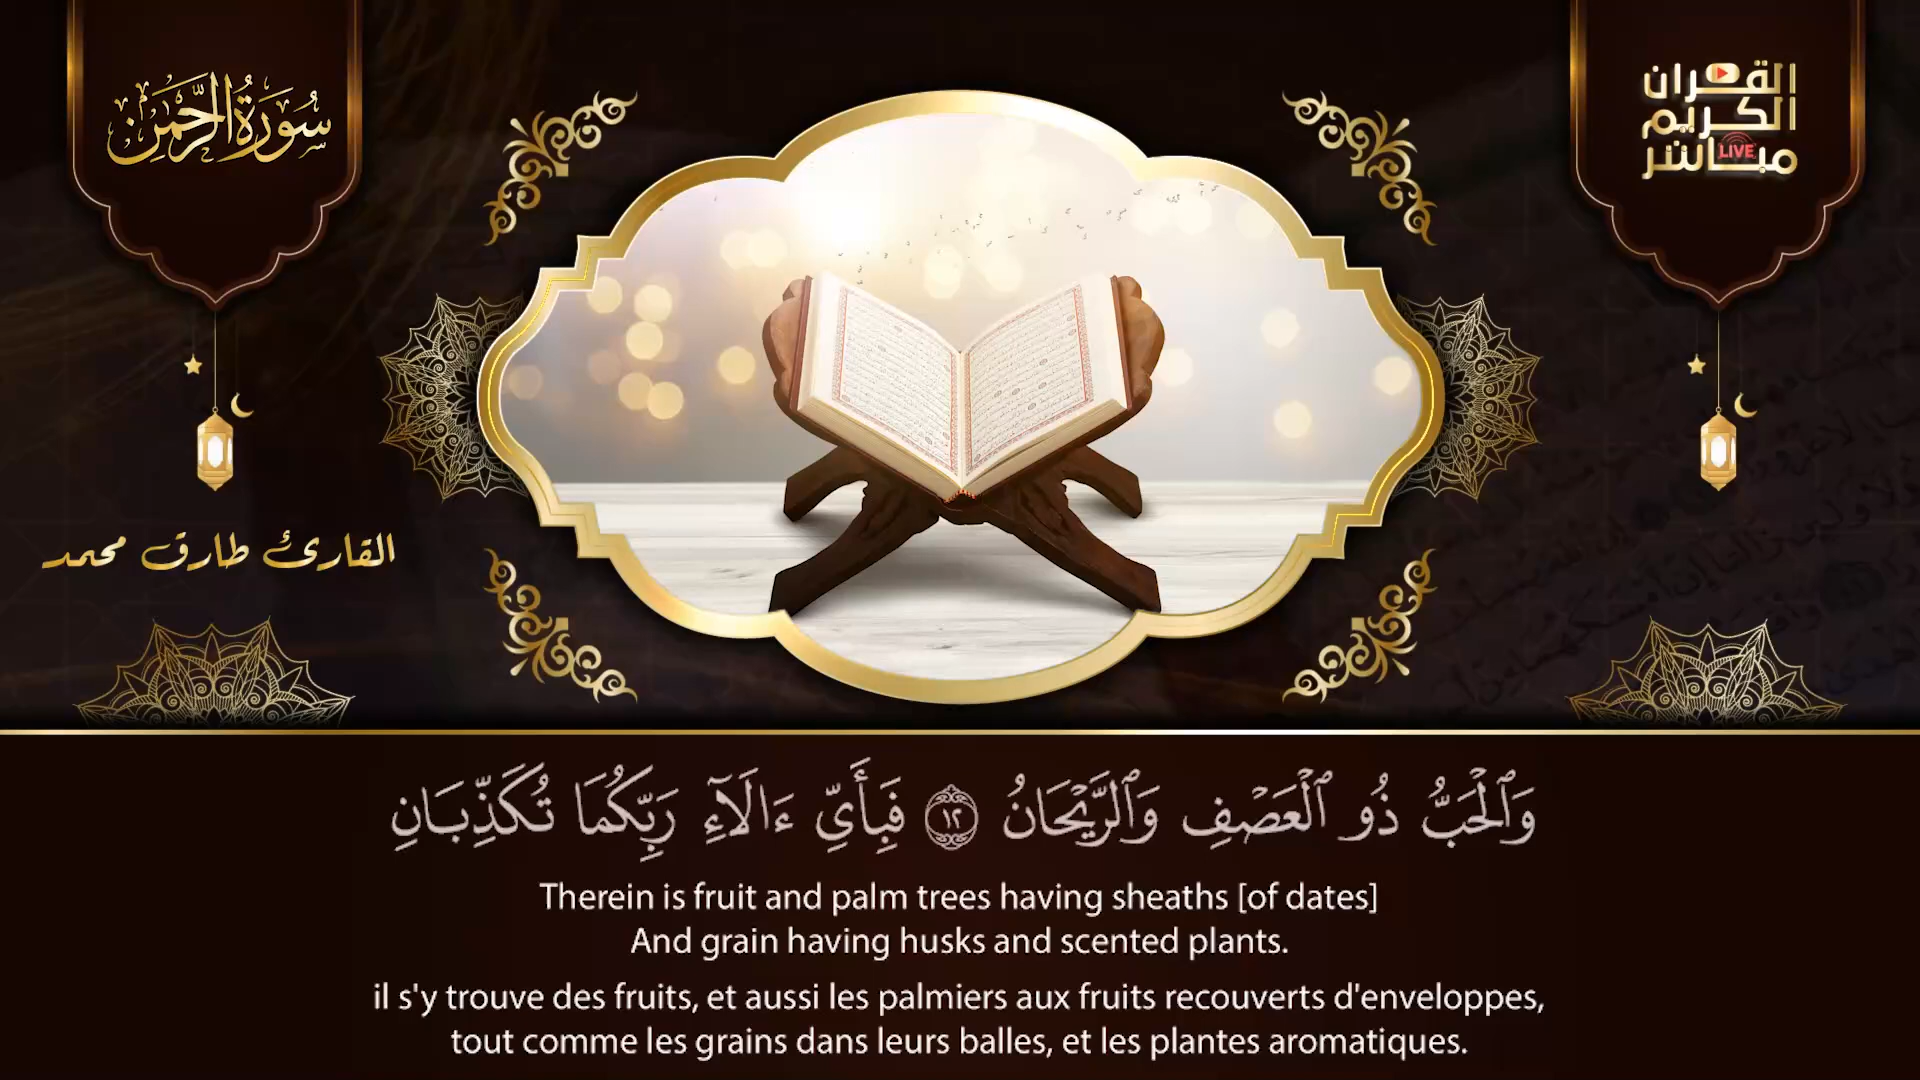 سُورَةُ الرَّحْمَٰن
القران
الكريم
مباشر
LIVE
القارئ طارق محمد
وَٱلْحَبُّ ذُو ٱلْعَصْفِ وَٱلرَّيْحَانُ ١٢ فَبِأَىِّ ءَالَآءِ رَبِّكُمَا تُكَذِّبَانِ
Therein is fruit and palm trees having sheaths [of dates]
And grain having husks and scented plants.
il s'y trouve des fruits, et aussi les palmiers aux fruits recouverts d'enveloppes,
tout comme les grains dans leurs balles, et les plantes aromatiques.